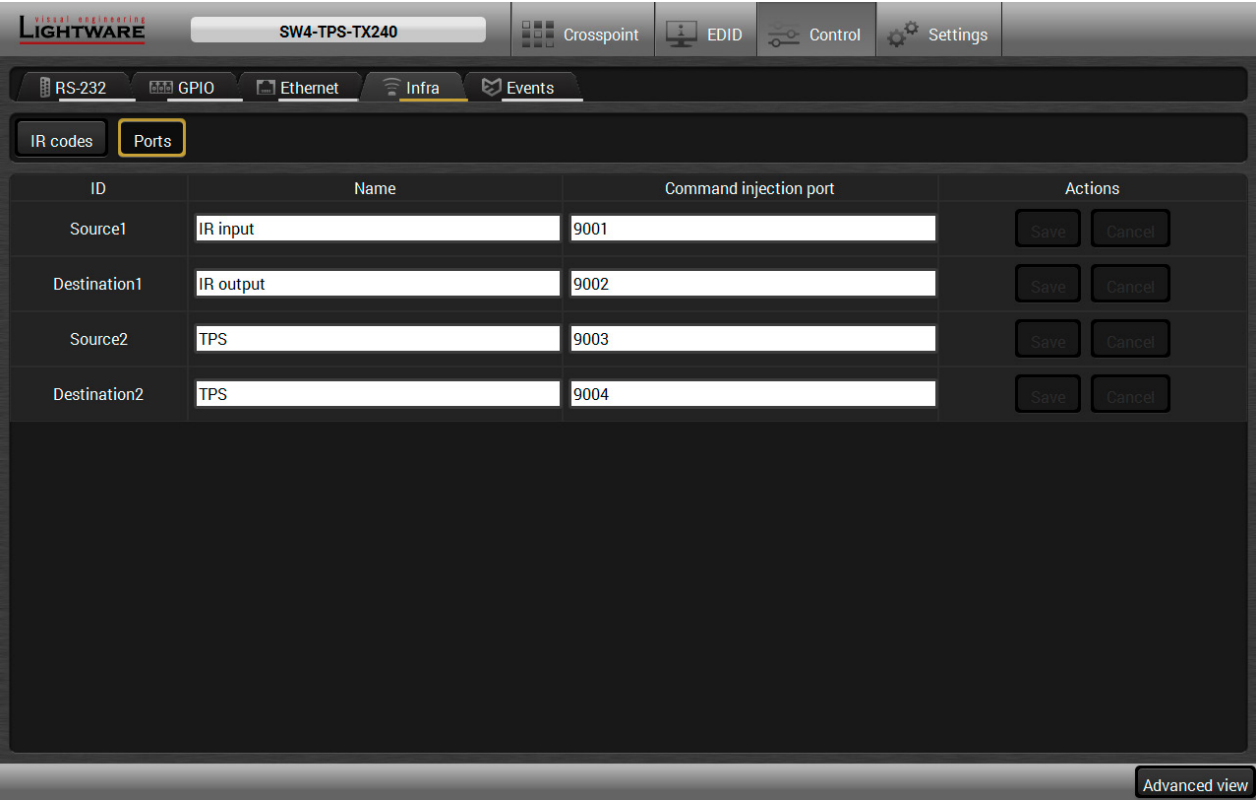 visual engineering
LIGHTWARE
SW4-TPS-TX240
Crosspoint
EDID
Control
Settings
RS-232
GPIO
Ethernet
Infra
Events
IR codes
Ports
ID Name Command injection port Actions
Source1 IR input 9001 Save Cancel
Destination1 IR output 9002 Save Cancel
Source2 TPS 9003 Save Cancel
Destination2 TPS 9004 Save Cancel
Advanced view